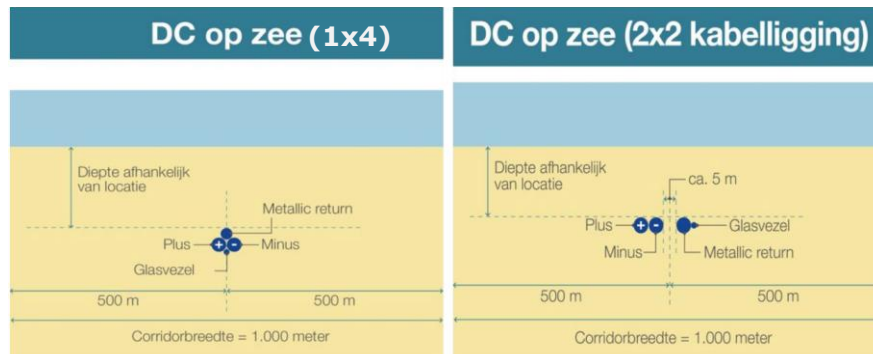 DC op zee (1x4)
Diepte afhankelijk
van locatie
Metallic return
Plus
+
-
Minus
Glasvezel
500 m
500 m
Corridorbreedte = 1.000 meter
DC op zee (2x2 kabelligging)
Diepte afhankelijk
van locatie
ca. 5 m
Plus
+
-
Glasvezel
Minus
Metallic return
500 m
500 m
Corridorbreedte = 1.000 meter